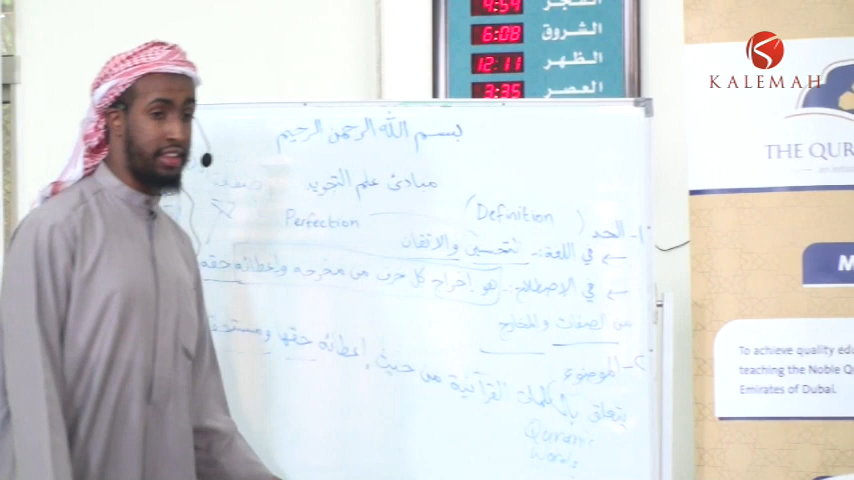 4:54 الفجر
6:08 الشروق
12:11 الظهر
3:35 العصر
KALEMAH
THE QUR
To achieve quality edu
teaching the Noble Qu
Emirates of Dubai.
بسم الله الرحمن الرحيم
مبادئ علم التجويد
١- الحد (Definition) Perfection
في اللغة:- التحسين والاتقان
في الاصطلاح:- هو إخراج كل حرف من مخرجه وإعطائه حقه
من الصفات والمخارج
٢- الموضوع
يتعلق بالكلمات القرآنية من حيث إعطائه حقها ومستحق
Quranic
words